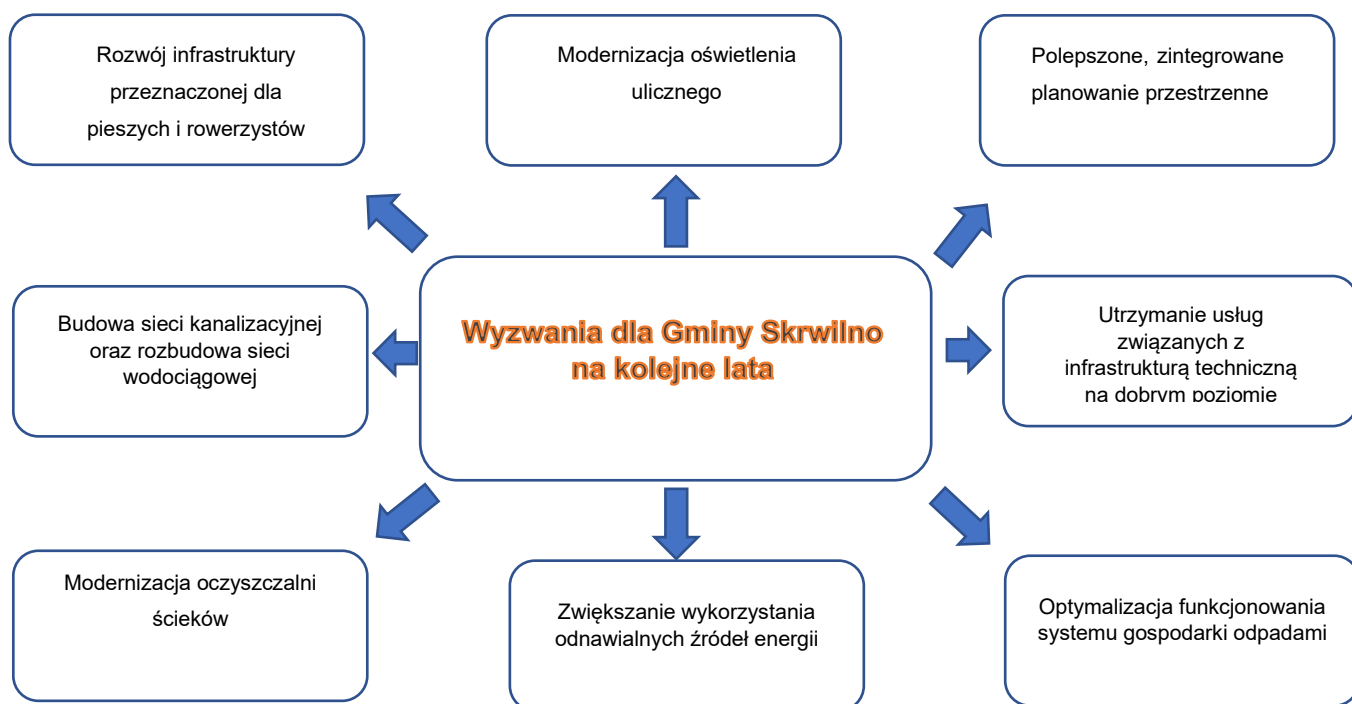 Rozwój infrastruktury
przeznaczonej dla
pieszych i rowerzystów
Modernizacja oświetlenia
ulicznego
Polepszone, zintegrowane
planowanie przestrzenne
Budowa sieci kanalizacyjnej
oraz rozbudowa sieci
wodociągowej
Wyzwania dla Gminy Skrwilno
na kolejne lata
Utrzymanie usług
związanych z
infrastrukturą techniczną
na dobrym poziomie
Modernizacja oczyszczalni
ścieków
Zwiększanie wykorzystania
odnawialnych źródeł energii
Optymalizacja funkcjonowania
systemu gospodarki odpadami